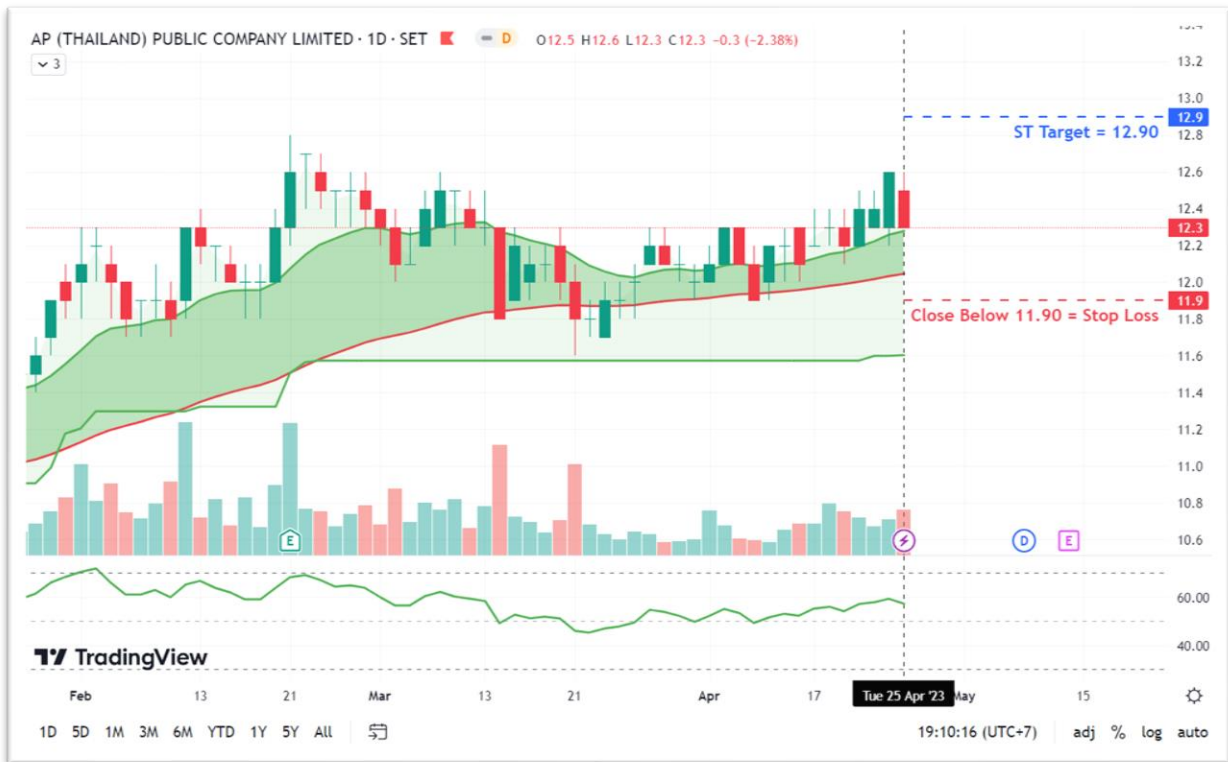 AP (THAILAND) PUBLIC COMPANY LIMITED · 1D · SET D O12.5 H12.6 L12.3 C12.3 −0.3 (−2.38%)
3
13.4
13.2
13.0
12.9
ST Target = 12.90
12.8
12.6
12.4
12.3
12.2
12.0
11.9
Close Below 11.90 = Stop Loss
11.8
11.6
11.4
11.2
11.0
10.8
E D E 10.6
60.00
40.00
TradingView
Feb 13 21 Mar 13 21 Apr 17 Tue 25 Apr '23 May 15
1D 5D 1M 3M 6M YTD 1Y 5Y All 19:10:16 (UTC+7) adj % log auto